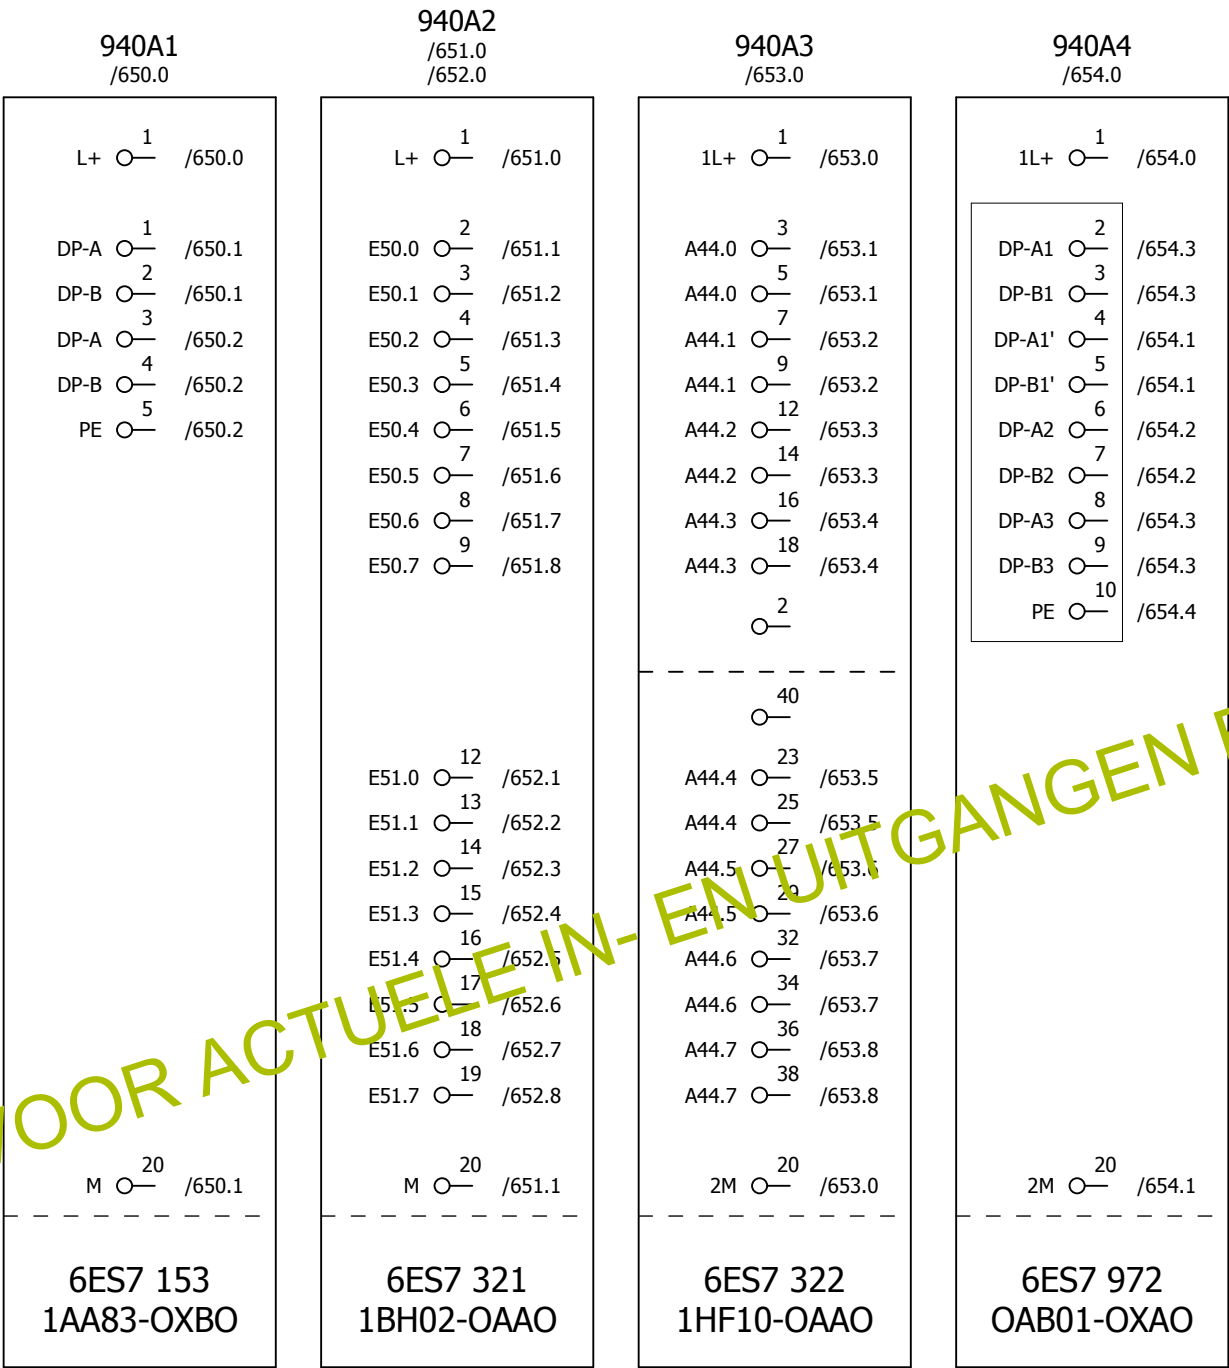 940A1
/650.0
L+ 1 /650.0
DP-A 1 /650.1
DP-B 2 /650.1
DP-A 3 /650.2
DP-B 4 /650.2
PE 5 /650.2
M 20 /650.1
6ES7 153
1AA83-OXBO
940A2
/651.0
/652.0
L+ 1 /651.0
E50.0 2 /651.1
E50.1 3 /651.2
E50.2 4 /651.3
E50.3 5 /651.4
E50.4 6 /651.5
E50.5 7 /651.6
E50.6 8 /651.7
E50.7 9 /651.8
E51.0 12 /652.1
E51.1 13 /652.2
E51.2 14 /652.3
E51.3 15 /652.4
E51.4 16 /652.5
E51.5 17 /652.6
E51.6 18 /652.7
E51.7 19 /652.8
M 20 /651.1
6ES7 321
1BH02-OAAO
940A3
/653.0
1L+ 1 /653.0
A44.0 3 /653.1
A44.0 5 /653.1
A44.1 7 /653.2
A44.1 9 /653.2
A44.2 12 /653.3
A44.2 14 /653.3
A44.3 16 /653.4
A44.3 18 /653.4
2
40
A44.4 23 /653.5
A44.4 25 /653.5
A44.5 27 /653.6
A44.5 29 /653.6
A44.6 32 /653.7
A44.6 34 /653.7
A44.7 36 /653.8
A44.7 38 /653.8
2M 20 /653.0
6ES7 322
1HF10-OAAO
940A4
/654.0
1L+ 1 /654.0
DP-A1 2 /654.3
DP-B1 3 /654.3
DP-A1' 4 /654.1
DP-B1' 5 /654.1
DP-A2 6 /654.2
DP-B2 7 /654.2
DP-A3 8 /654.3
DP-B3 9 /654.3
PE 10 /654.4
2M 20 /654.1
6ES7 972
OAB01-OXAO
VOOR ACTUELE IN- EN UITGANGEN